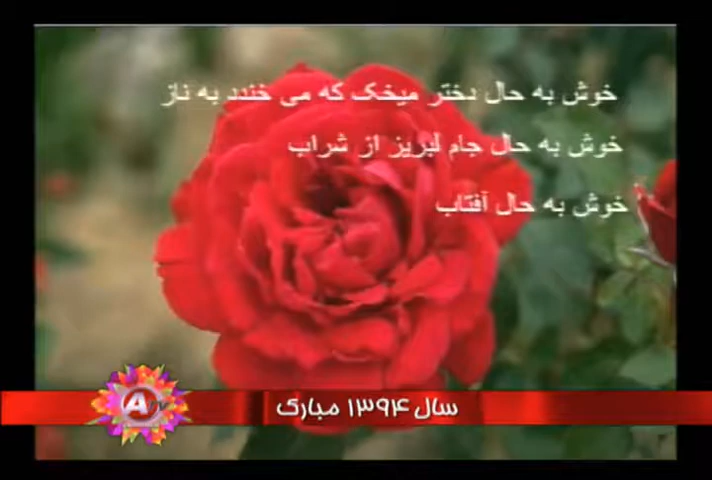 خوش به حال دختر میخک که می خندد به ناز
خوش به حال جام لبریز از شراب
خوش به حال آفتاب
سال ۱۳۹۴ مبارک
ATV